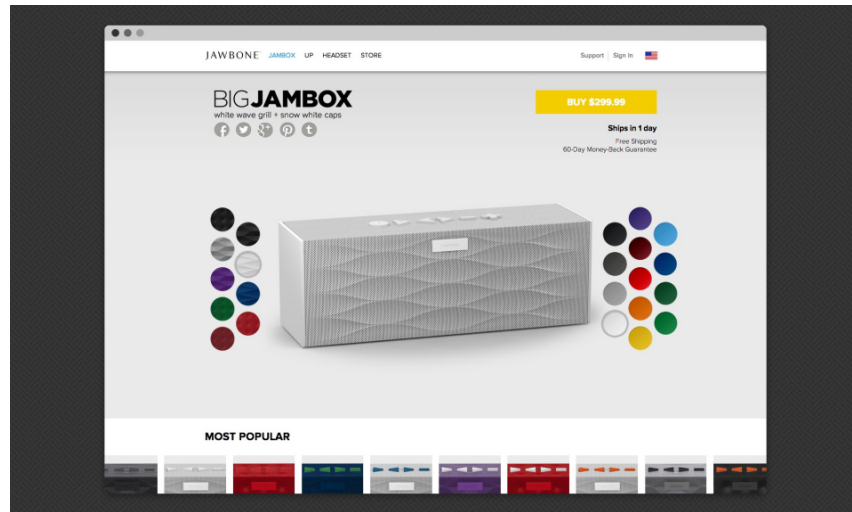 JAWBONE JAMBOX UP HEADSET STORE Support Sign In
BIGJAMBOX
white wave grill + snow white caps
BUY $299.99
Ships in 1 day
Free Shipping
60-Day Money-Back Guarantee
MOST POPULAR